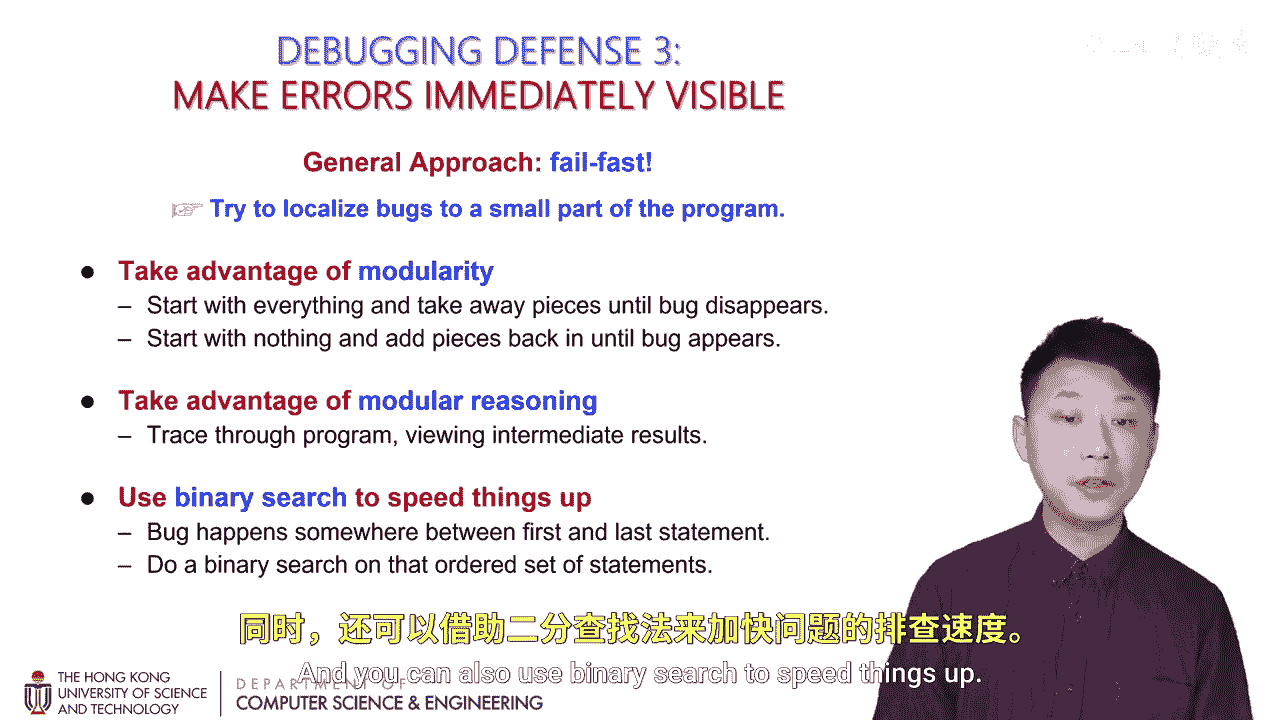 DEBUGGING DEFENSE 3:
MAKE ERRORS IMMEDIATELY VISIBLE
General Approach: fail-fast!
☞ Try to localize bugs to a small part of the program.
● Take advantage of modularity
– Start with everything and take away pieces until bug disappears.
– Start with nothing and add pieces back in until bug appears.
● Take advantage of modular reasoning
– Trace through program, viewing intermediate results.
● Use binary search to speed things up
– Bug happens somewhere between first and last statement.
– Do a binary search on that ordered set of statements.
同时，还可以借助二分查找法来加快问题的排查速度。
And you can also use binary search to speed things up.
THE HONG KONG
UNIVERSITY OF SCIENCE
AND TECHNOLOGY
DEPARTMENT OF
COMPUTER SCIENCE & ENGINEERING